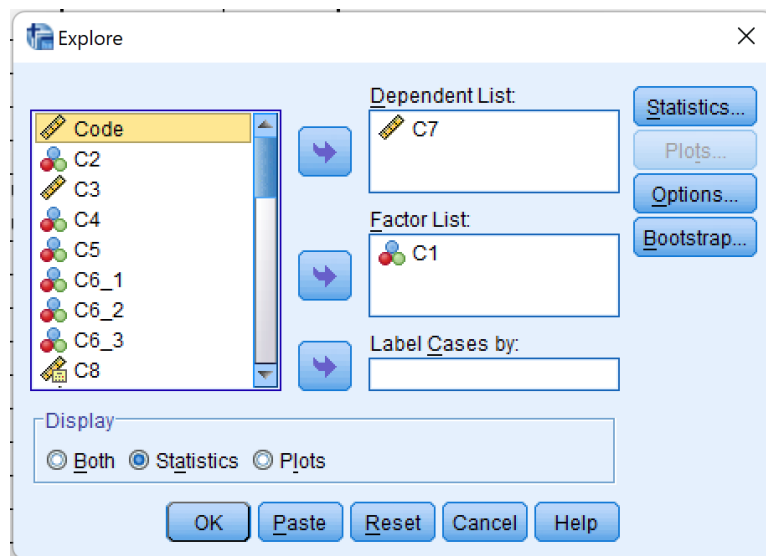 Explore
Dependent List:
Code
C2
C3
C4
C5
C6_1
C6_2
C6_3
C8
C7
Factor List:
C1
Label Cases by:
Statistics...
Plots...
Options...
Bootstrap...
Display
Both Statistics Plots
OK Paste Reset Cancel Help